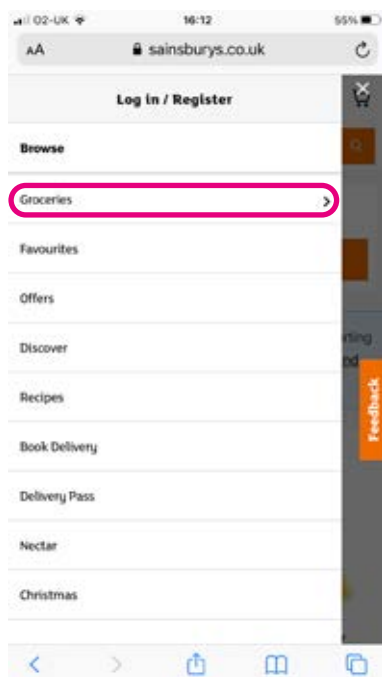 O2-UK 16:12 55%
AA sainsburys.co.uk
Log in / Register
Browse
Groceries
Favourites
Offers
Discover
Recipes
Book Delivery
Delivery Pass
Nectar
Christmas
Feedback